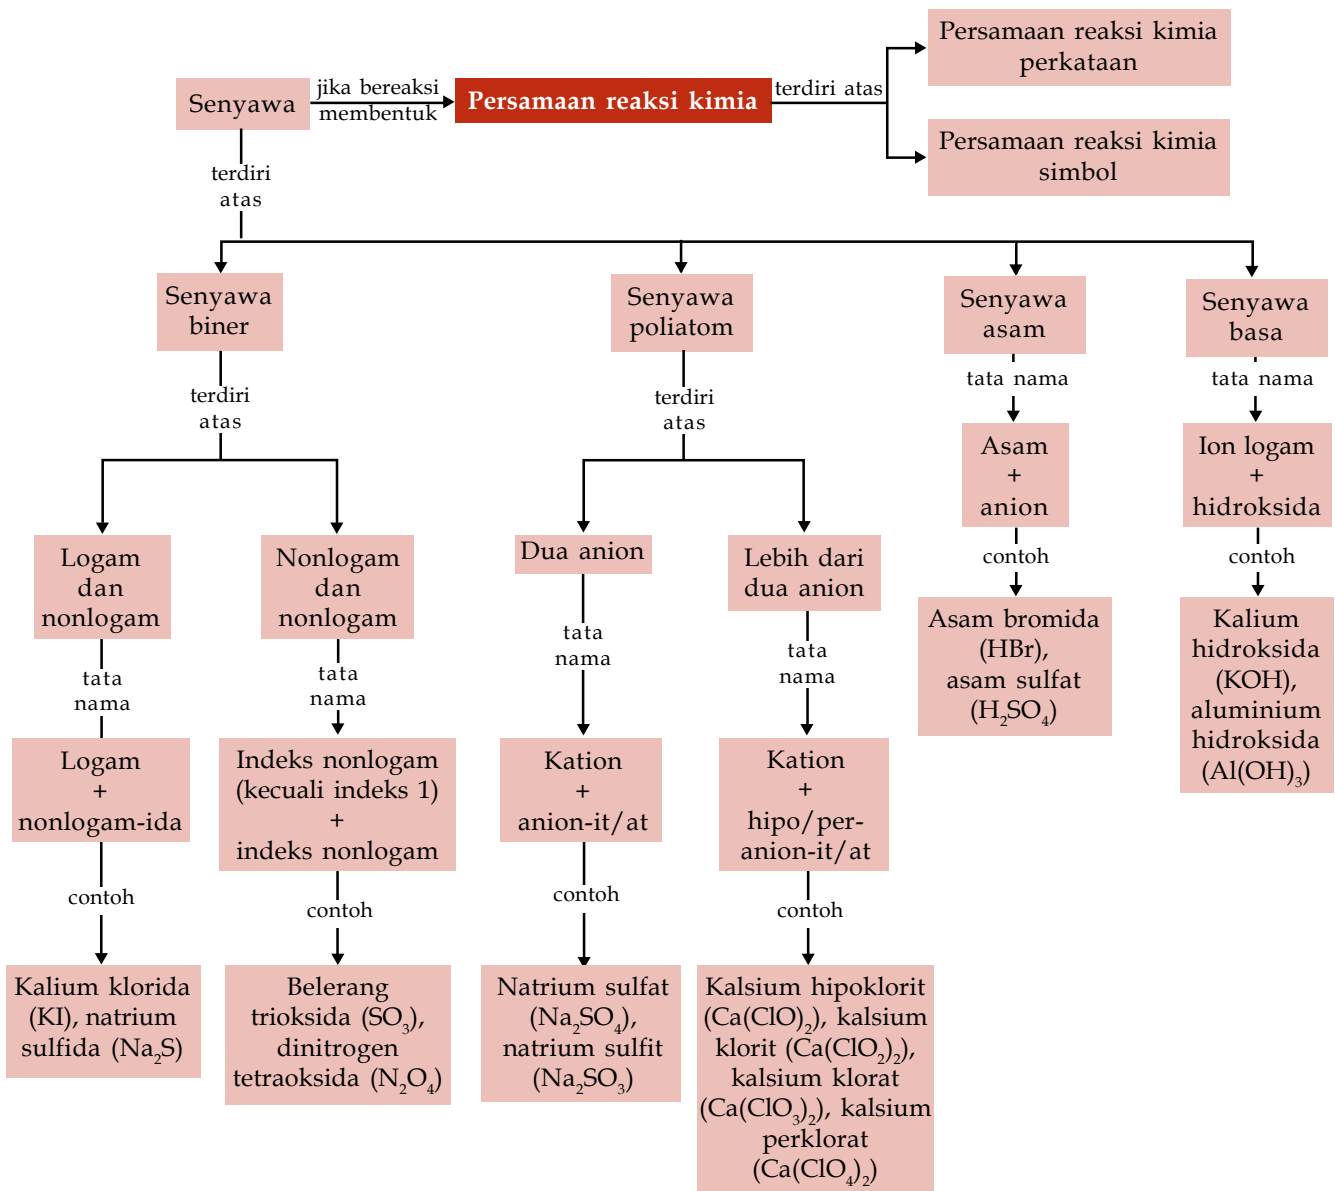 Persamaan reaksi kimia
perkataan
Senyawa
jika bereaksi
membentuk
Persamaan reaksi kimia
terdiri atas
Persamaan reaksi kimia
simbol
terdiri
atas
Senyawa
biner
Senyawa
poliatom
Senyawa
asam
Senyawa
basa
terdiri
atas
terdiri
atas
tata nama
tata nama
Asam
+
anion
Ion logam
+
hidroksida
Logam
dan
nonlogam
Nonlogam
dan
nonlogam
Dua anion
Lebih dari
dua anion
contoh
contoh
tata
nama
tata
nama
tata
nama
tata
nama
Asam bromida
(HBr),
asam sulfat
(H₂SO₄)
Kalium
hidroksida
(KOH),
aluminium
hidroksida
(Al(OH)₃)
Logam
+
nonlogam-ida
Indeks nonlogam
(kecuali indeks 1)
+
indeks nonlogam
Kation
+
anion-it/at
Kation
+
hipo/per-
anion-it/at
contoh
contoh
contoh
contoh
Kalium klorida
(KI), natrium
sulfida (Na₂S)
Belerang
trioksida (SO₃),
dinitrogen
tetraoksida (N₂O₄)
Natrium sulfat
(Na₂SO₄),
natrium sulfit
(Na₂SO₃)
Kalsium hipoklorit
(Ca(ClO)₂), kalsium
klorit (Ca(ClO₂)₂),
kalsium klorat
(Ca(ClO₃)₂), kalsium
perklorat
(Ca(ClO₄)₂)